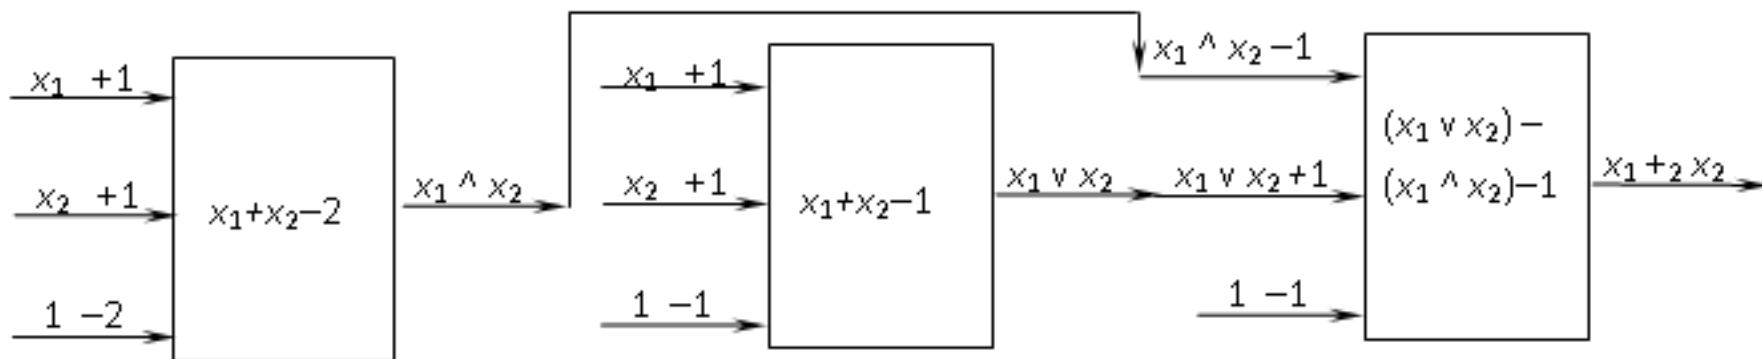 x₁ +1
x₂ +1
1 −2
x₁+x₂−2
x₁ ^ x₂
x₁ +1
x₂ +1
1 −1
x₁+x₂−1
x₁ v x₂
x₁ ^ x₂ −1
x₁ v x₂ +1
1 −1
(x₁ v x₂) −
(x₁ ^ x₂)−1
x₁ +₂ x₂